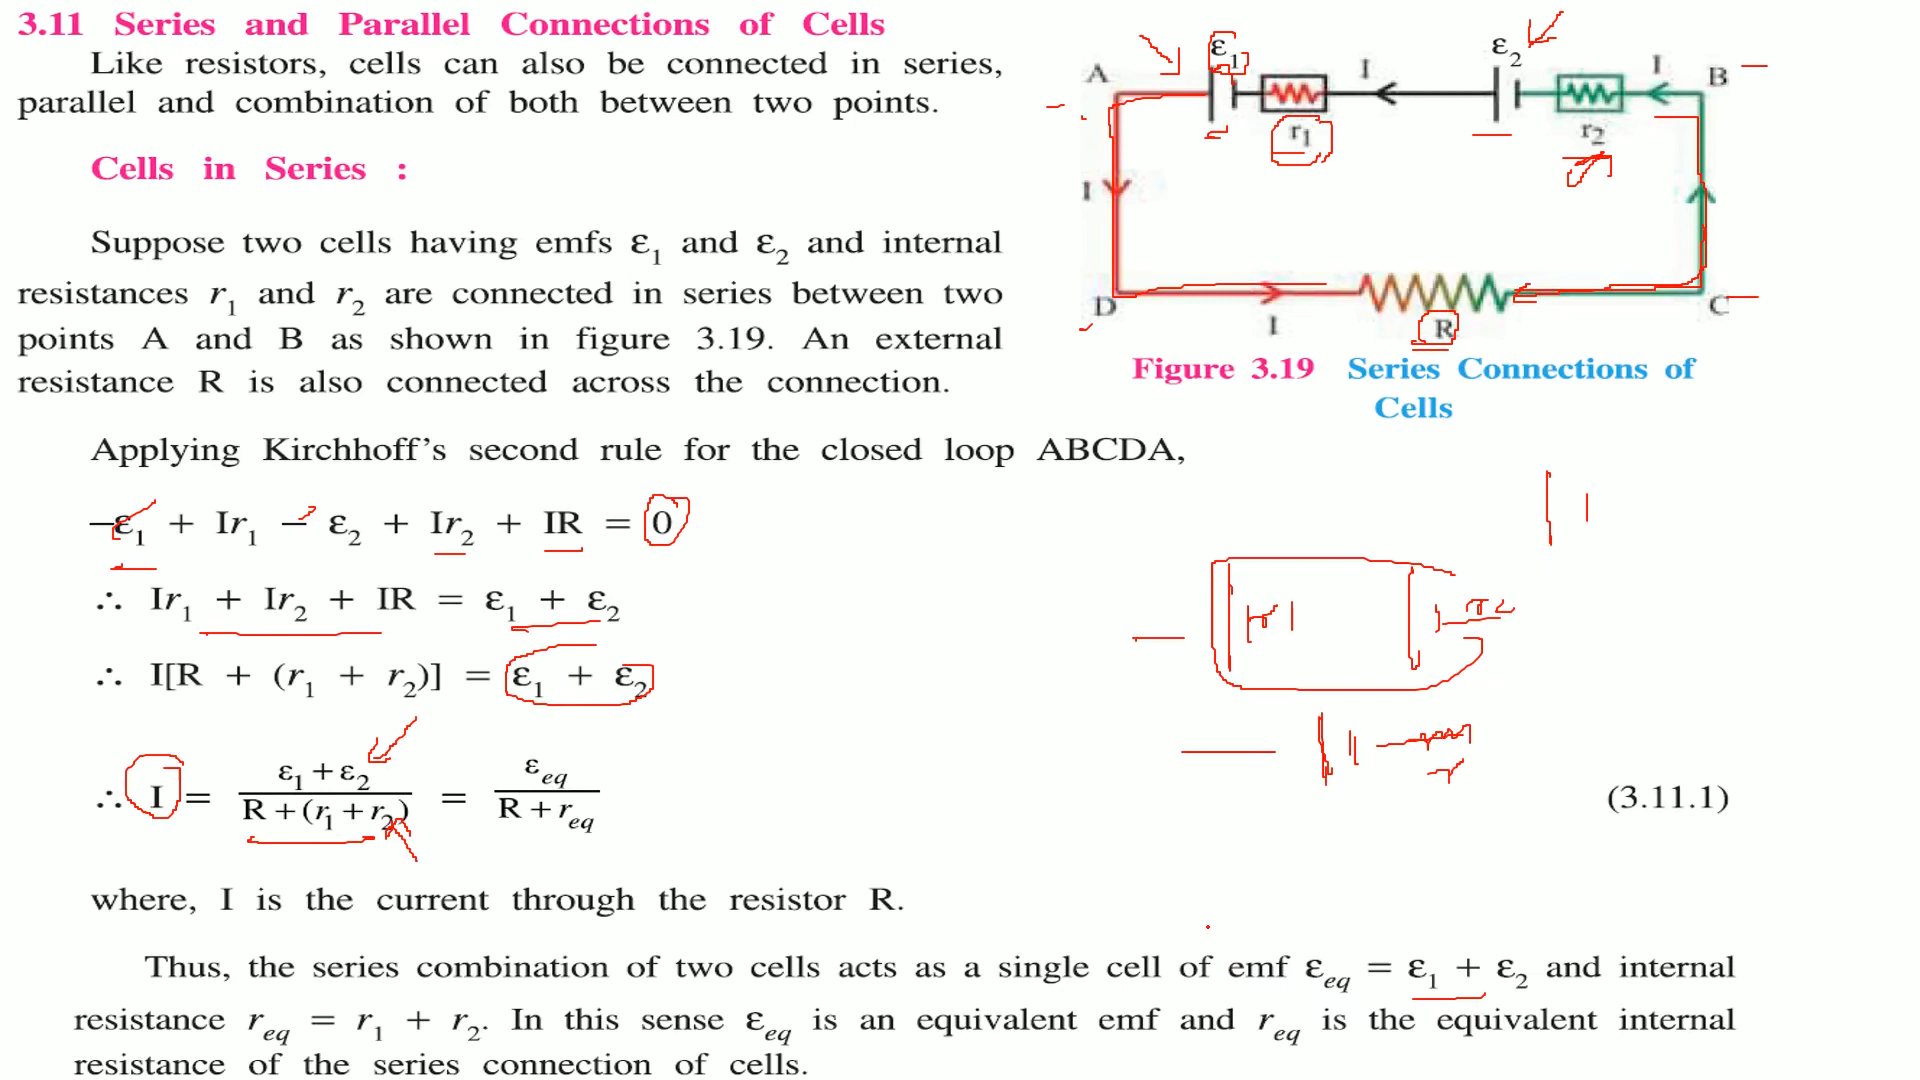 3.11 Series and Parallel Connections of Cells
Like resistors, cells can also be connected in series,
parallel and combination of both between two points.
Cells in Series :
Suppose two cells having emfs ε₁ and ε₂ and internal
resistances r₁ and r₂ are connected in series between two
points A and B as shown in figure 3.19. An external
resistance R is also connected across the connection.
A ε₁ I ε₂ I B
r₁ r₂
I
D I R C
Figure 3.19 Series Connections of
Cells
Applying Kirchhoff's second rule for the closed loop ABCDA,
−ε₁ + Ir₁ − ε₂ + Ir₂ + IR = 0
∴ Ir₁ + Ir₂ + IR = ε₁ + ε₂
∴ I[R + (r₁ + r₂)] = ε₁ + ε₂
∴ I = (ε₁+ε₂)/(R+(r₁+r₂)) = ε_eq/(R+r_eq) (3.11.1)
where, I is the current through the resistor R.
Thus, the series combination of two cells acts as a single cell of emf ε_eq = ε₁ + ε₂ and internal
resistance r_eq = r₁ + r₂. In this sense ε_eq is an equivalent emf and r_eq is the equivalent internal
resistance of the series connection of cells.